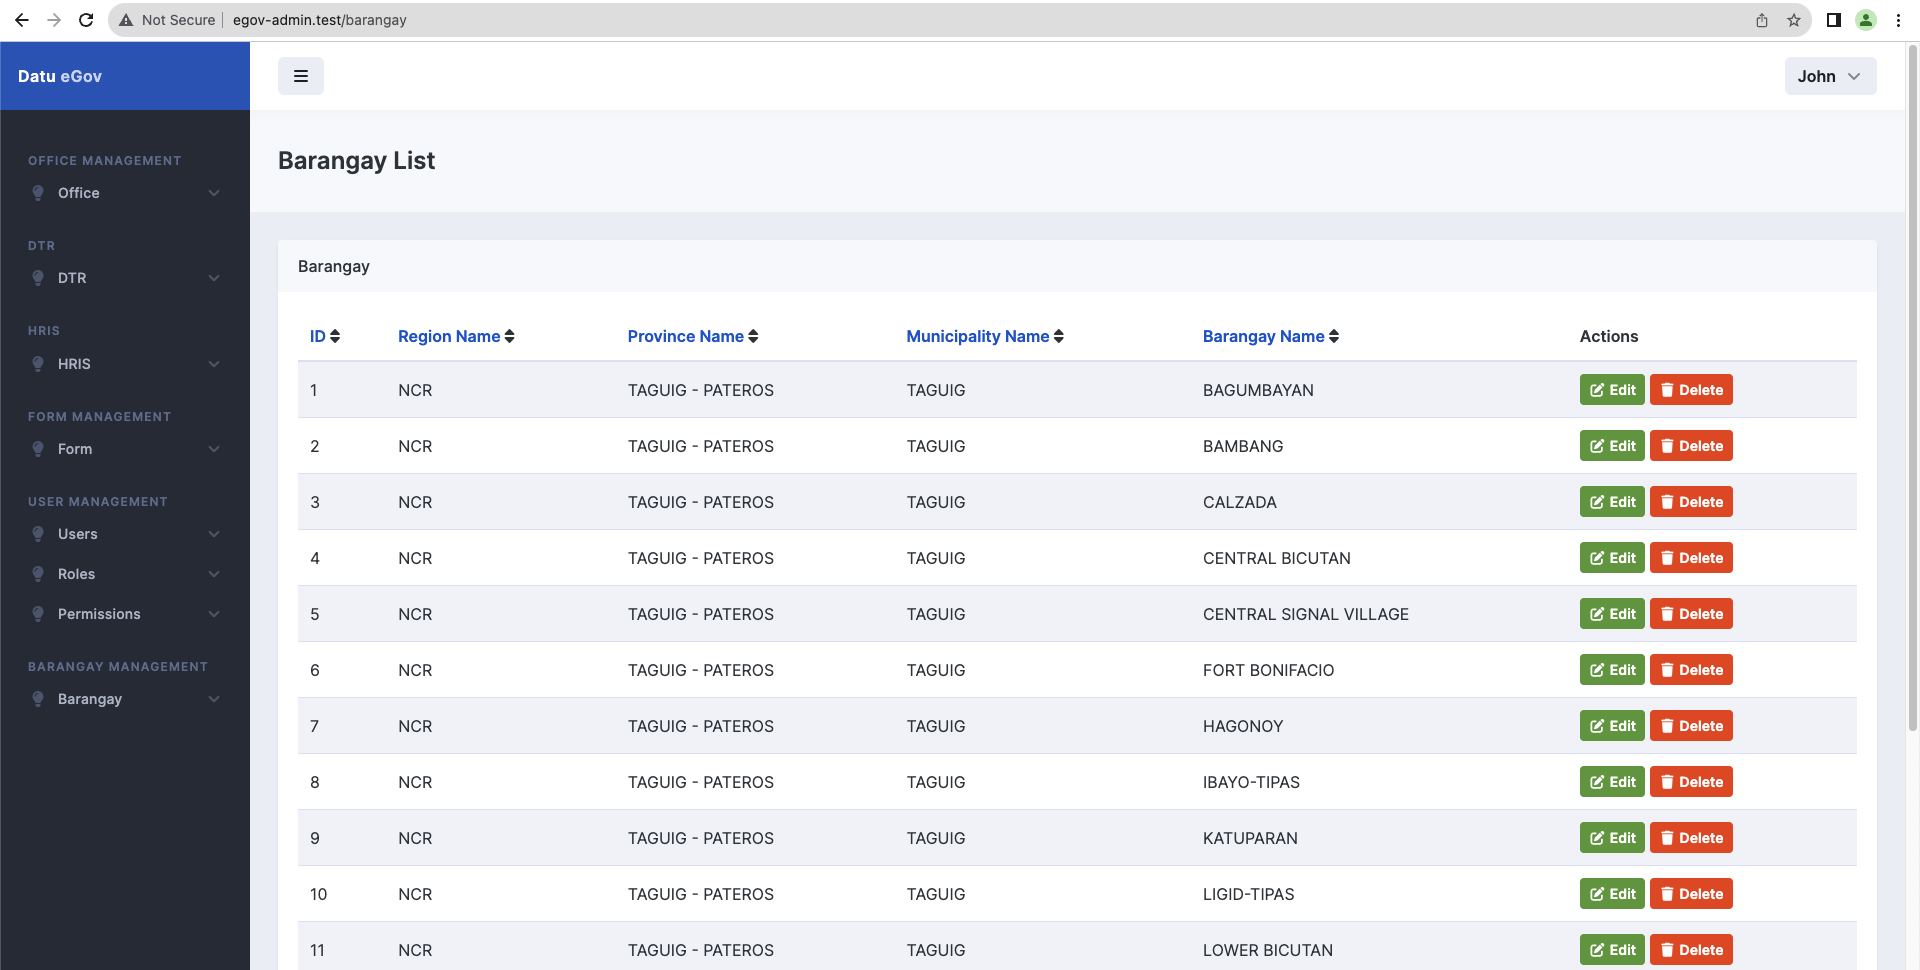 Not Secure egov-admin.test/barangay
Datu eGov
John
OFFICE MANAGEMENT
Office
DTR
DTR
HRIS
HRIS
FORM MANAGEMENT
Form
USER MANAGEMENT
Users
Roles
Permissions
BARANGAY MANAGEMENT
Barangay
Barangay List
Barangay
ID Region Name Province Name Municipality Name Barangay Name Actions
1 NCR TAGUIG - PATEROS TAGUIG BAGUMBAYAN Edit Delete
2 NCR TAGUIG - PATEROS TAGUIG BAMBANG Edit Delete
3 NCR TAGUIG - PATEROS TAGUIG CALZADA Edit Delete
4 NCR TAGUIG - PATEROS TAGUIG CENTRAL BICUTAN Edit Delete
5 NCR TAGUIG - PATEROS TAGUIG CENTRAL SIGNAL VILLAGE Edit Delete
6 NCR TAGUIG - PATEROS TAGUIG FORT BONIFACIO Edit Delete
7 NCR TAGUIG - PATEROS TAGUIG HAGONOY Edit Delete
8 NCR TAGUIG - PATEROS TAGUIG IBAYO-TIPAS Edit Delete
9 NCR TAGUIG - PATEROS TAGUIG KATUPARAN Edit Delete
10 NCR TAGUIG - PATEROS TAGUIG LIGID-TIPAS Edit Delete
11 NCR TAGUIG - PATEROS TAGUIG LOWER BICUTAN Edit Delete